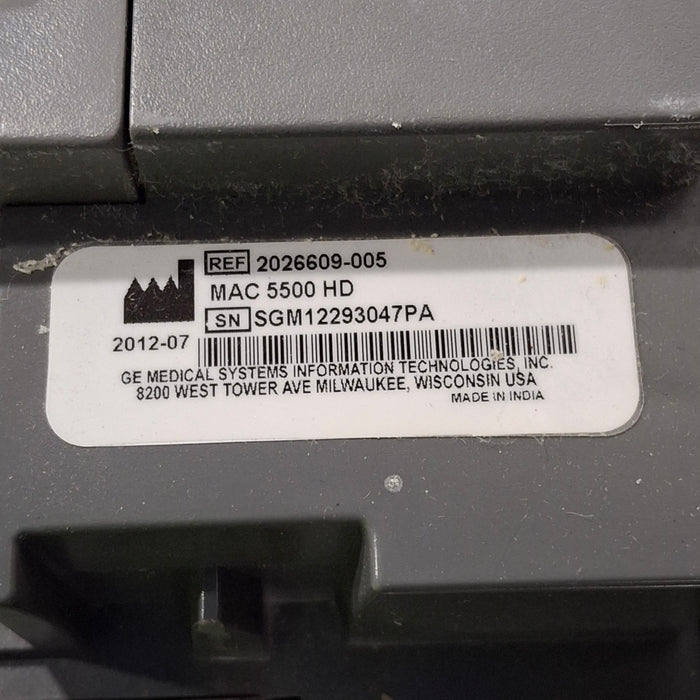 REF 2026609-005
MAC 5500 HD
SN SGM12293047PA
2012-07
GE MEDICAL SYSTEMS INFORMATION TECHNOLOGIES, INC.
8200 WEST TOWER AVE MILWAUKEE, WISCONSIN USA
MADE IN INDIA